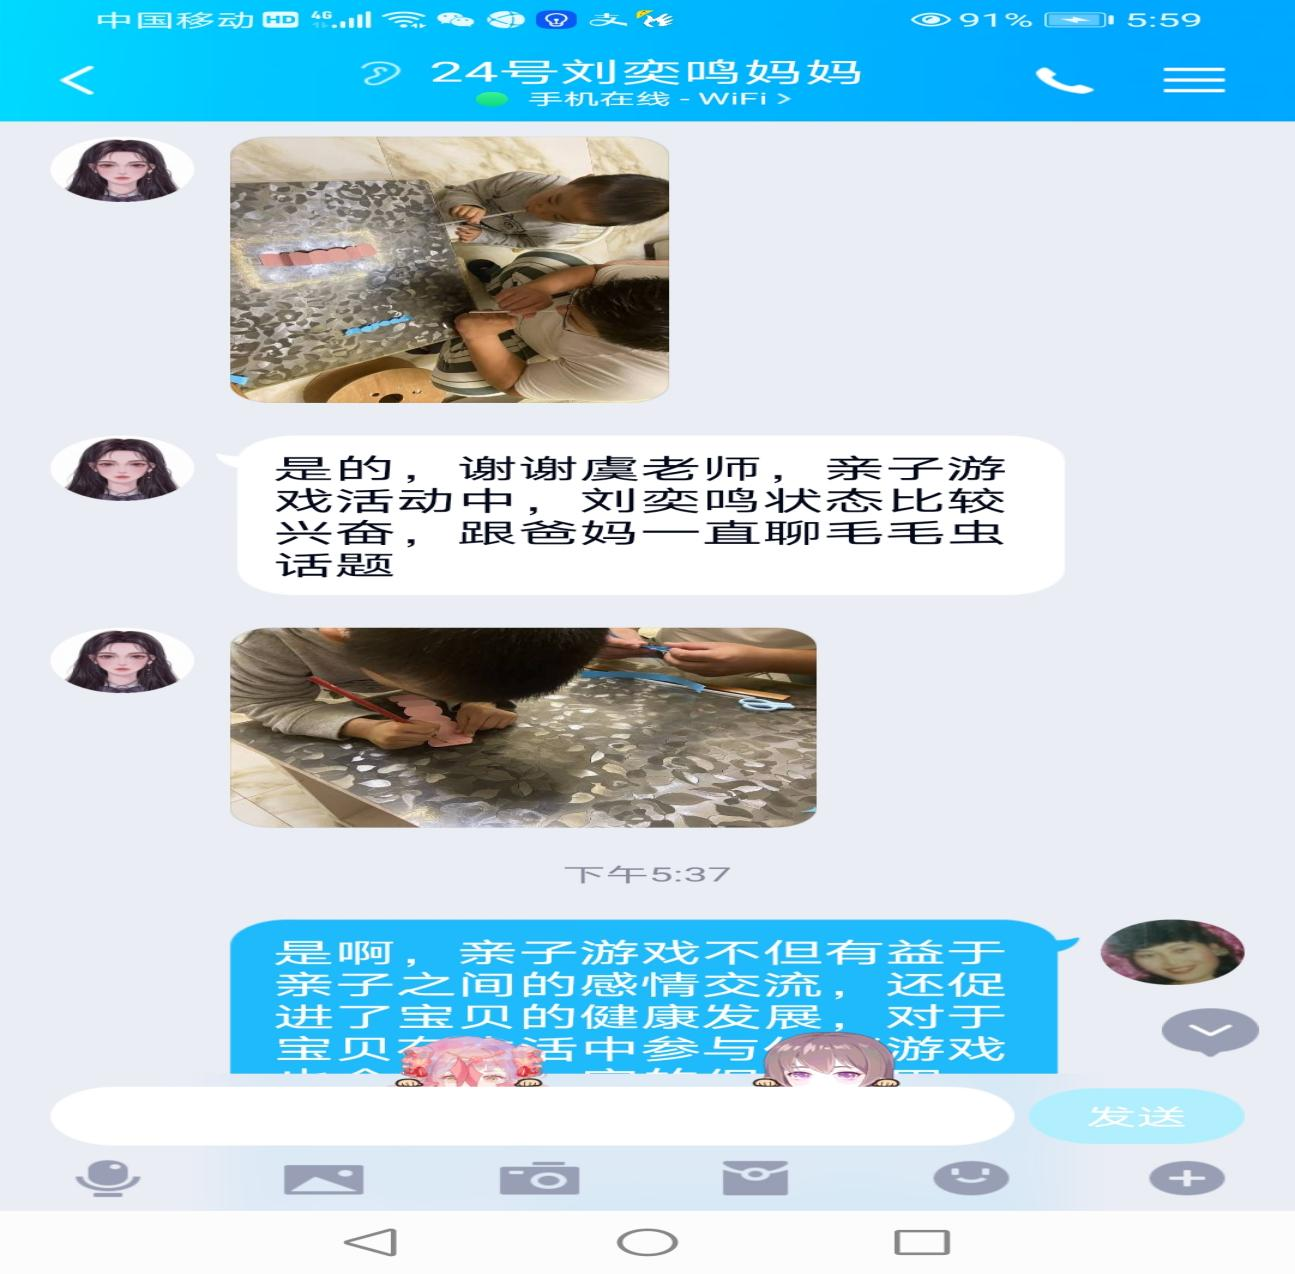 中国移动 HD 4G 91% 5:59
24号刘奕鸣妈妈
手机在线 - WiFi >
是的，谢谢虞老师，亲子游
戏活动中，刘奕鸣状态比较
兴奋，跟爸妈一直聊毛毛虫
话题
下午5:37
是啊，亲子游戏不但有益于
亲子之间的感情交流，还促
进了宝贝的健康发展，对于
宝贝在 活中参与 游戏
发送